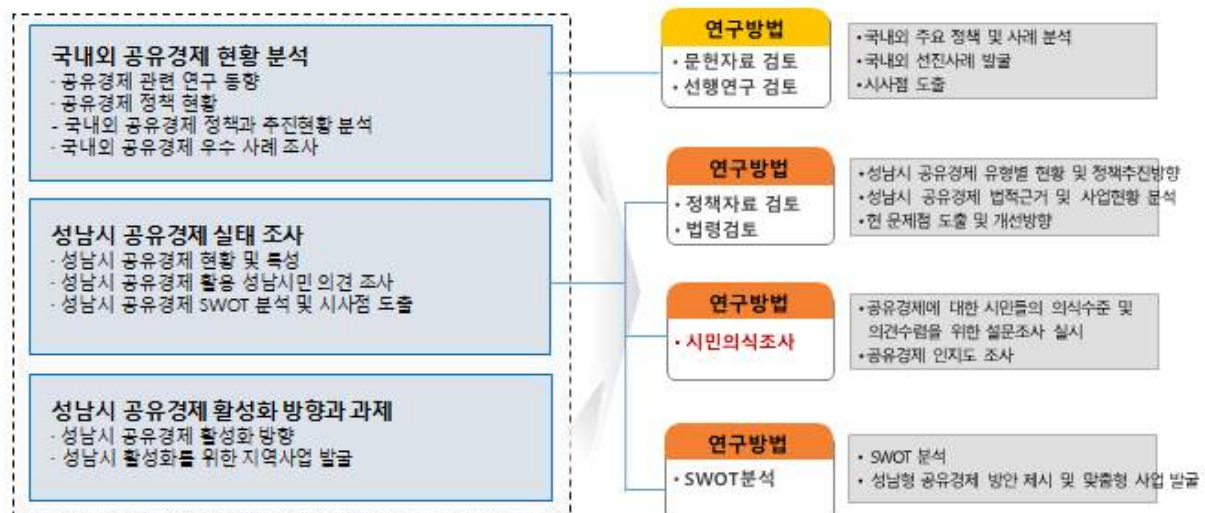 국내외 공유경제 현황 분석
· 공유경제 관련 연구 동향
· 공유경제 정책 현황
- 국내외 공유경제 정책과 추진현황 분석
· 국내외 공유경제 우수 사례 조사
성남시 공유경제 실태 조사
· 성남시 공유경제 현황 및 특성
· 성남시 공유경제 활용 성남시민 의견 조사
· 성남시 공유경제 SWOT 분석 및 시사점 도출
성남시 공유경제 활성화 방향과 과제
· 성남시 공유경제 활성화 방향
· 성남시 활성화를 위한 지역사업 발굴
연구방법
• 문헌자료 검토
• 선행연구 검토
•국내외 주요 정책 및 사례 분석
•국내외 선진사례 발굴
•시사점 도출
연구방법
• 정책자료 검토
• 법령검토
•성남시 공유경제 유형별 현황 및 정책추진방향
•성남시 공유경제 법적근거 및 사업현황 분석
•현 문제점 도출 및 개선방향
연구방법
• 시민의식조사
•공유경제에 대한 시민들의 의식수준 및
의견수렴을 위한 설문조사 실시
•공유경제 인지도 조사
연구방법
• SWOT분석
• SWOT 분석
• 성남형 공유경제 방안 제시 및 맞춤형 사업 발굴